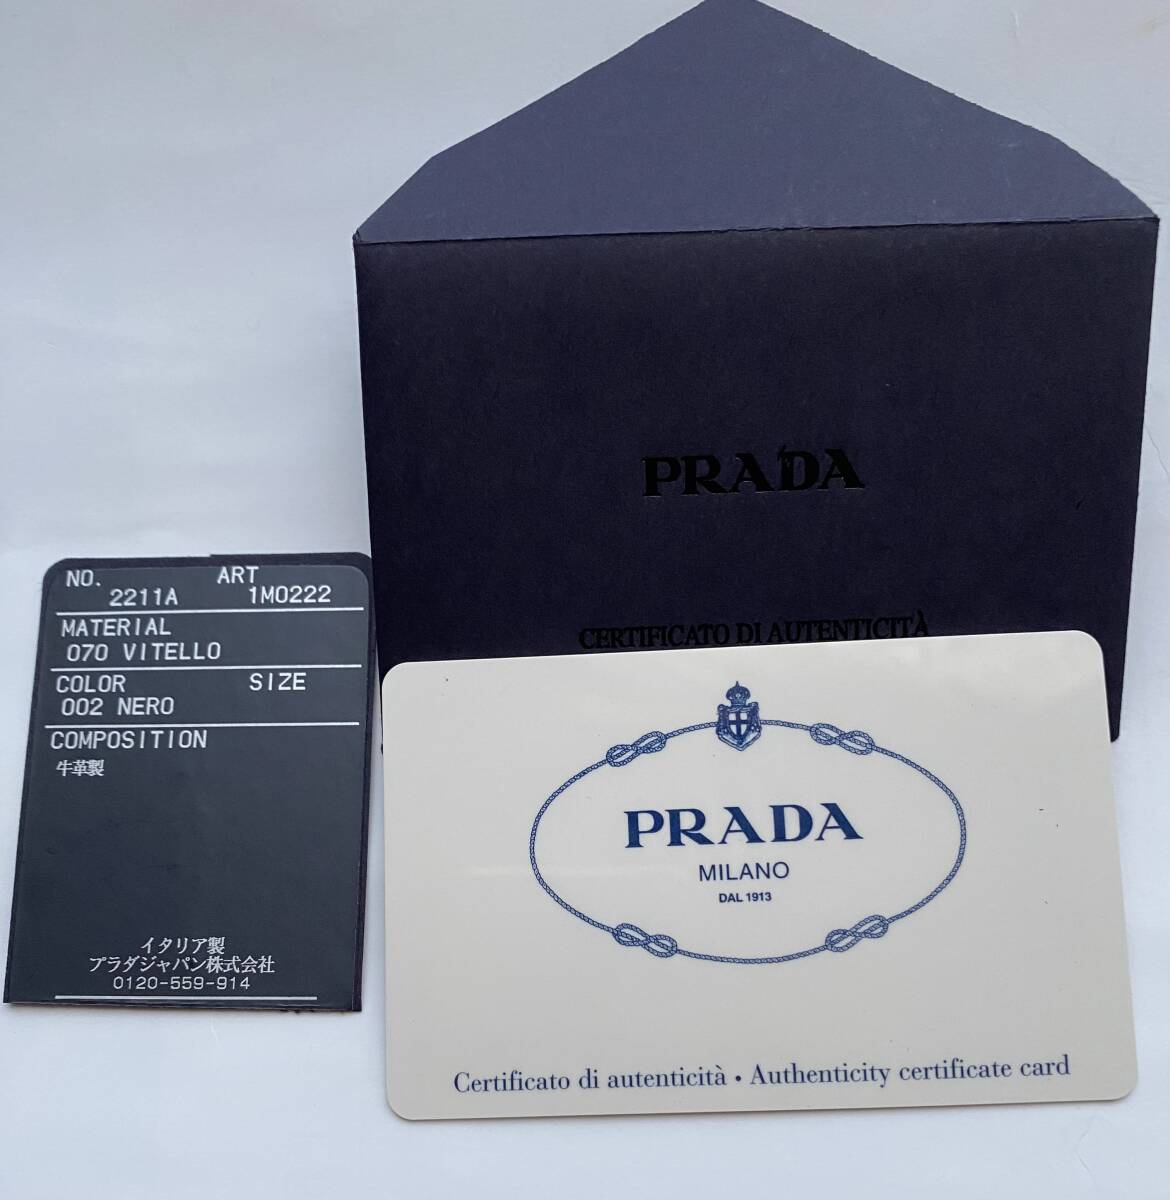 PRADA
CERTIFICATO DI AUTENTICITÀ
NO. ART
2211A 1M0222
MATERIAL
070 VITELLO
COLOR SIZE
002 NERO
COMPOSITION
牛革製
イタリア製
プラダジャパン株式会社
0120-559-914
PRADA
MILANO
DAL 1913
Certificato di autenticità • Authenticity certificate card